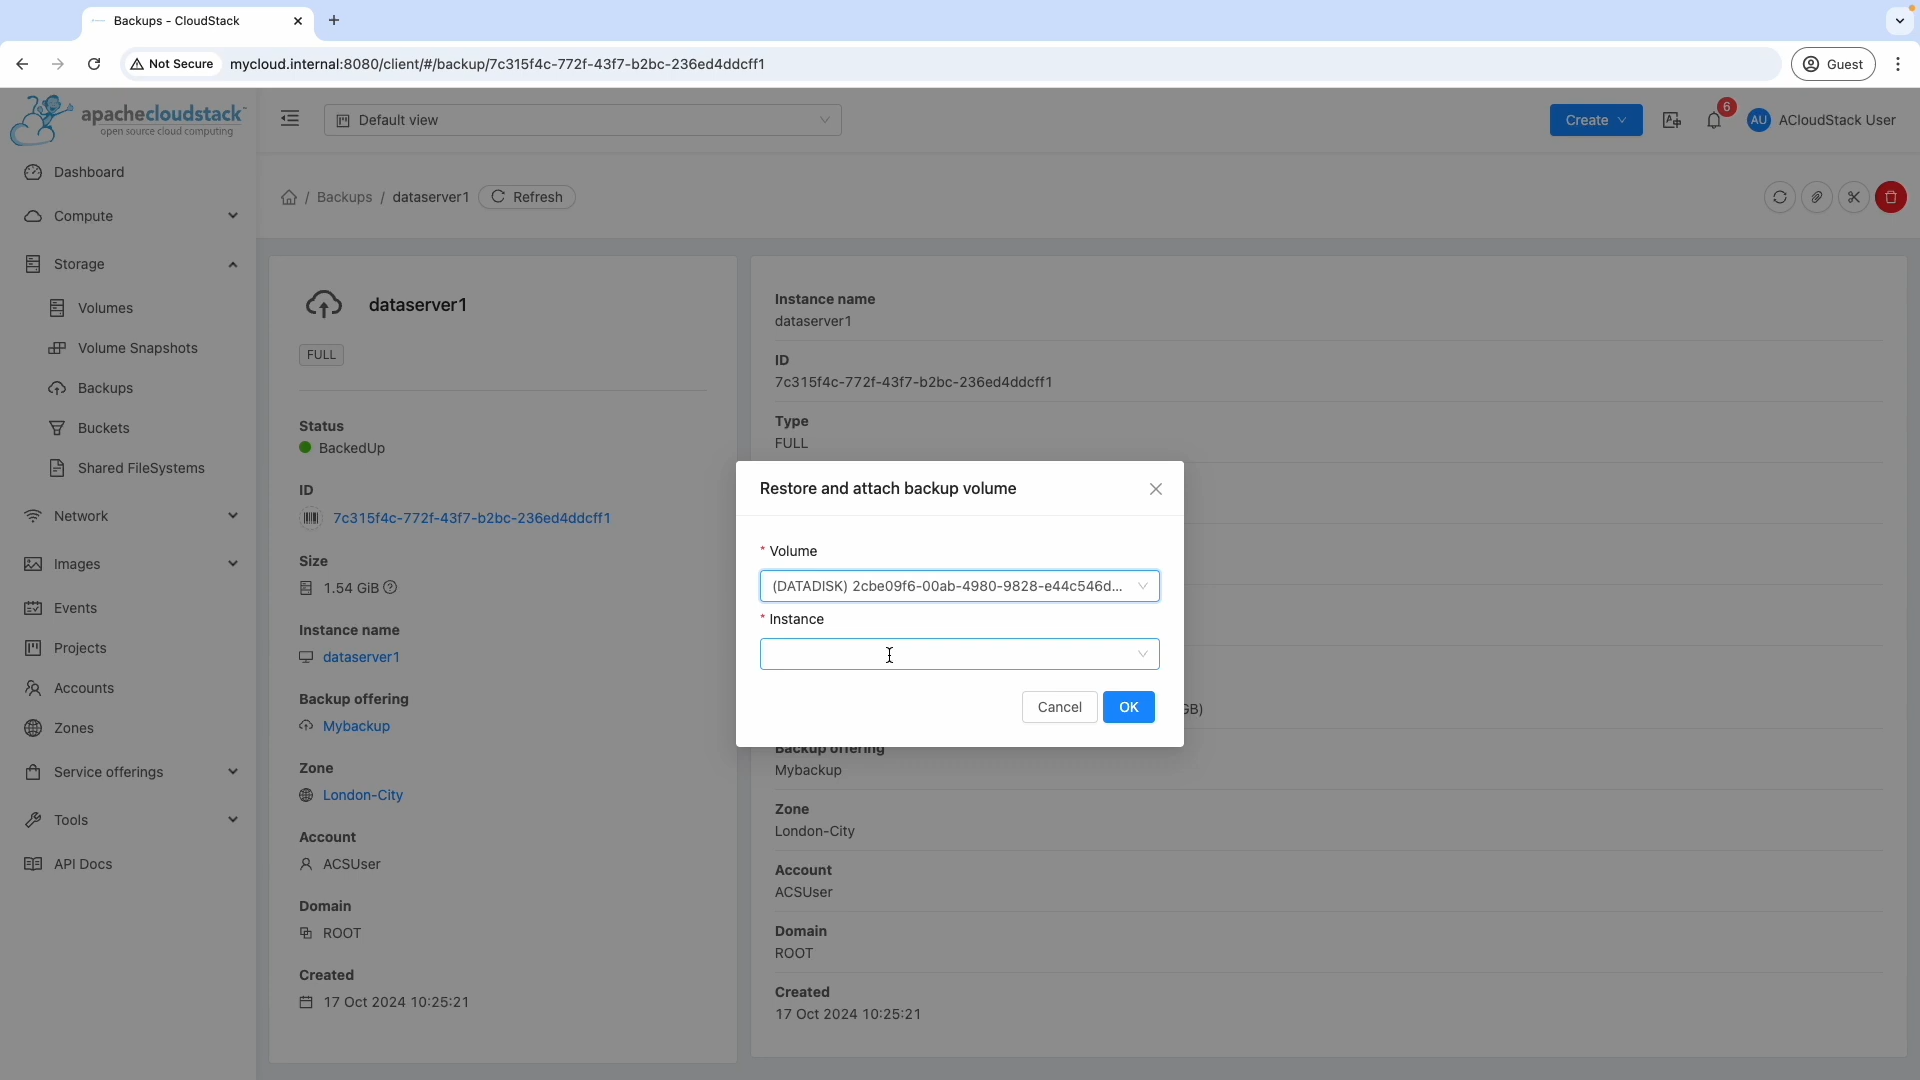 Backups - CloudStack
Not Secure
mycloud.internal:8080/client/#/backup/7c315f4c-772f-43f7-b2bc-236ed4ddcff1
Guest
apachecloudstack
open source cloud computing
Default view
Create
6
AU
ACloudStack User
Dashboard
Compute
Storage
Volumes
Volume Snapshots
Backups
Buckets
Shared FileSystems
Network
Images
Events
Projects
Accounts
Zones
Service offerings
Tools
API Docs
/ Backups / dataserver1
Refresh
dataserver1
FULL
Status
BackedUp
ID
7c315f4c-772f-43f7-b2bc-236ed4ddcff1
Size
1.54 GiB
Instance name
dataserver1
Backup offering
Mybackup
Zone
London-City
Account
ACSUser
Domain
ROOT
Created
17 Oct 2024 10:25:21
Instance name
dataserver1
ID
7c315f4c-772f-43f7-b2bc-236ed4ddcff1
Type
FULL
Restore and attach backup volume
* Volume
(DATADISK) 2cbe09f6-00ab-4980-9828-e44c546d...
* Instance
Cancel
OK
GB)
Backup offering
Mybackup
Zone
London-City
Account
ACSUser
Domain
ROOT
Created
17 Oct 2024 10:25:21